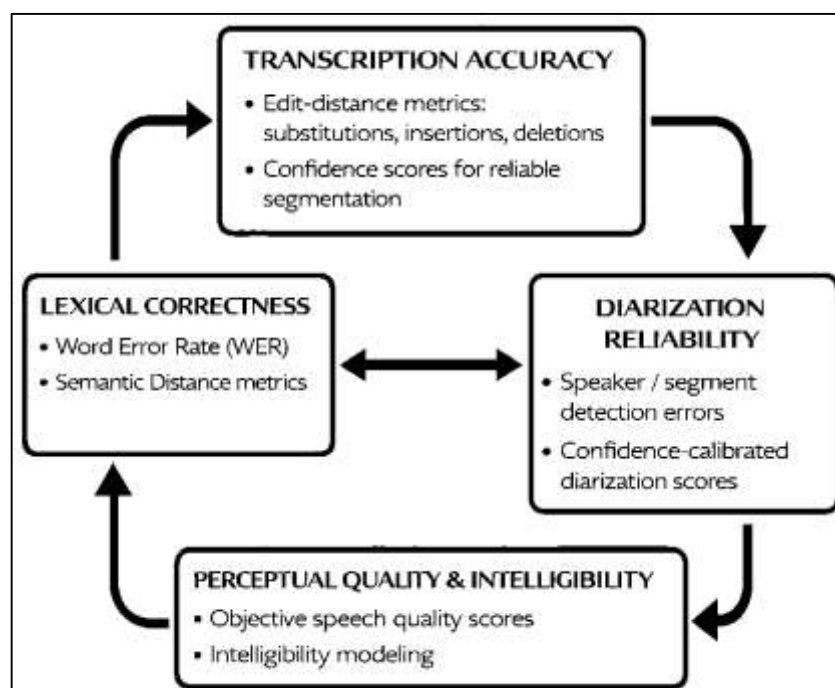 TRANSCRIPTION ACCURACY
• Edit-distance metrics:
substitutions, insertions, deletions
• Confidence scores for reliable
segmentation
LEXICAL CORRECTNESS
• Word Error Rate (WER)
• Semantic Distance metrics
DIARIZATION
RELIABILITY
• Speaker / segment
detection errors
• Confidence-calibrated
diarization scores
PERCEPTUAL QUALITY & INTELLIGIBILITY
▪ Objective speech quality scores
▪ Intelligibility modeling